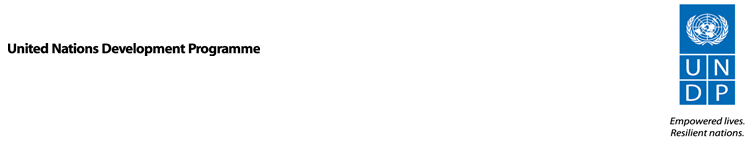 United Nations Development Programme
U N
D P
Empowered lives.
Resilient nations.